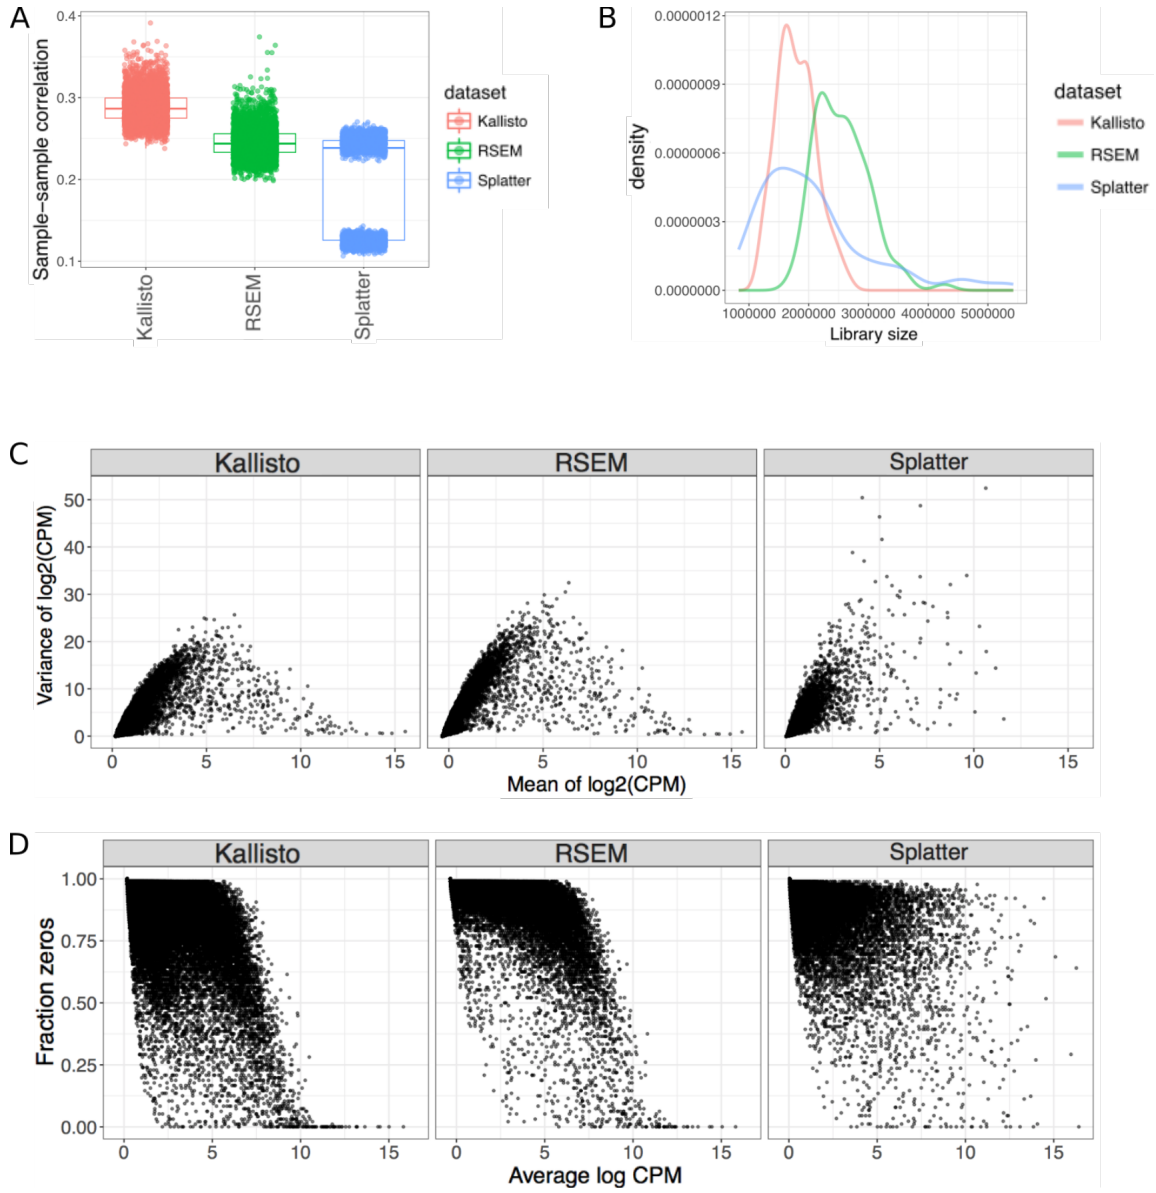 A
Sample−sample correlation
0.4
0.3
0.2
0.1
Kallisto
RSEM
Splatter
dataset
Kallisto
RSEM
Splatter
B
density
0.0000012
0.0000009
0.0000006
0.0000003
0.0000000
1000000 2000000 3000000 4000000 5000000
Library size
dataset
Kallisto
RSEM
Splatter
C
Kallisto RSEM Splatter
Variance of log2(CPM)
50
40
30
20
10
0
0 5 10 15 0 5 10 15 0 5 10 15
Mean of log2(CPM)
D
Kallisto RSEM Splatter
Fraction zeros
1.00
0.75
0.50
0.25
0.00
0 5 10 15 0 5 10 15 0 5 10 15
Average log CPM